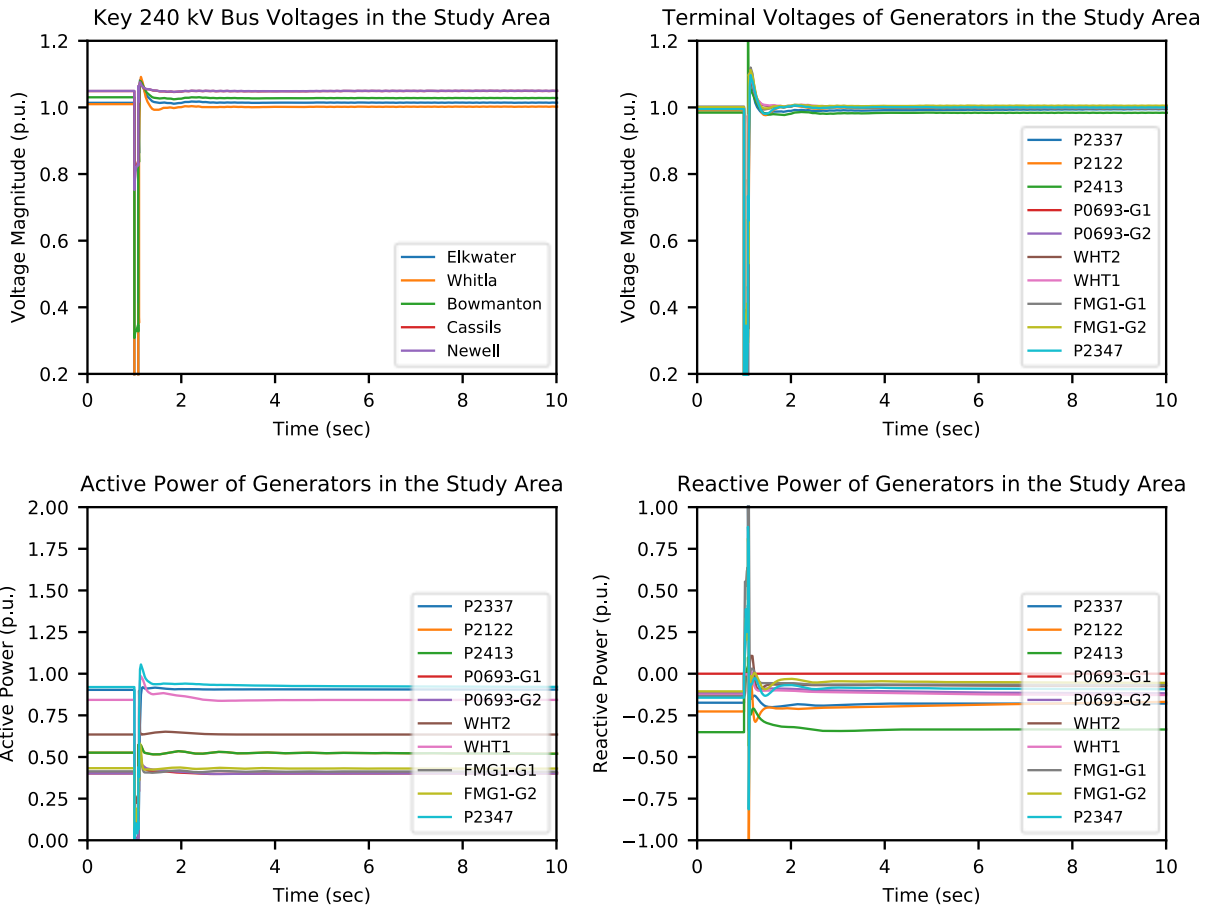 Key 240 kV Bus Voltages in the Study Area
Voltage Magnitude (p.u.)
1.2
1.0
0.8
0.6
0.4
0.2
Elkwater
Whitla
Bowmanton
Cassils
Newell
0 2 4 6 8 10
Time (sec)
Terminal Voltages of Generators in the Study Area
Voltage Magnitude (p.u.)
1.2
1.0
0.8
0.6
0.4
0.2
P2337
P2122
P2413
P0693-G1
P0693-G2
WHT2
WHT1
FMG1-G1
FMG1-G2
P2347
0 2 4 6 8 10
Time (sec)
Active Power of Generators in the Study Area
Active Power (p.u.)
2.00
1.75
1.50
1.25
1.00
0.75
0.50
0.25
0.00
P2337
P2122
P2413
P0693-G1
P0693-G2
WHT2
WHT1
FMG1-G1
FMG1-G2
P2347
0 2 4 6 8 10
Time (sec)
Reactive Power of Generators in the Study Area
Reactive Power (p.u.)
1.00
0.75
0.50
0.25
0.00
−0.25
−0.50
−0.75
−1.00
P2337
P2122
P2413
P0693-G1
P0693-G2
WHT2
WHT1
FMG1-G1
FMG1-G2
P2347
0 2 4 6 8 10
Time (sec)